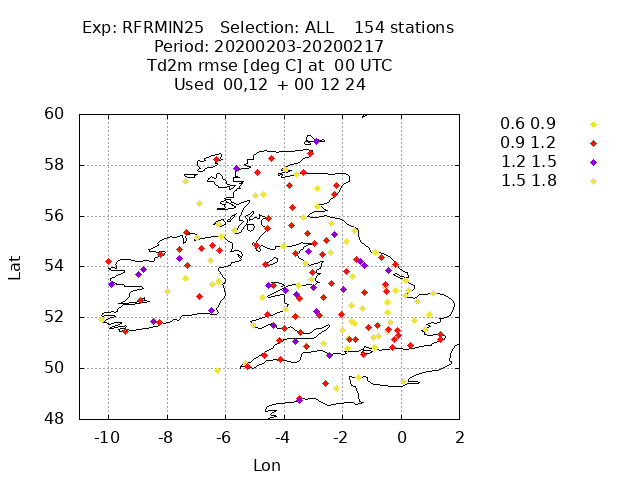 Exp: RFRMIN25 Selection: ALL 154 stations
Period: 20200203-20200217
Td2m rmse [deg C] at 00 UTC
Used 00,12 + 00 12 24
60
58
56
54
52
50
48
-10 -8 -6 -4 -2 0 2
Lat
Lon
0.6 0.9
0.9 1.2
1.2 1.5
1.5 1.8